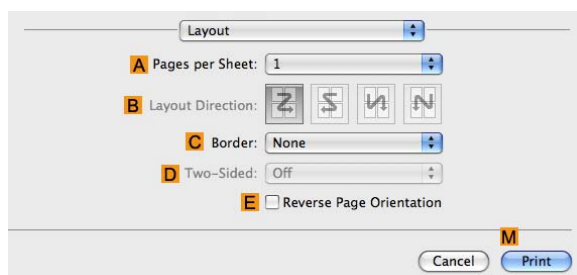 Layout
A Pages per Sheet: 1
B Layout Direction:
C Border: None
D Two-Sided: Off
E Reverse Page Orientation
M
Cancel Print